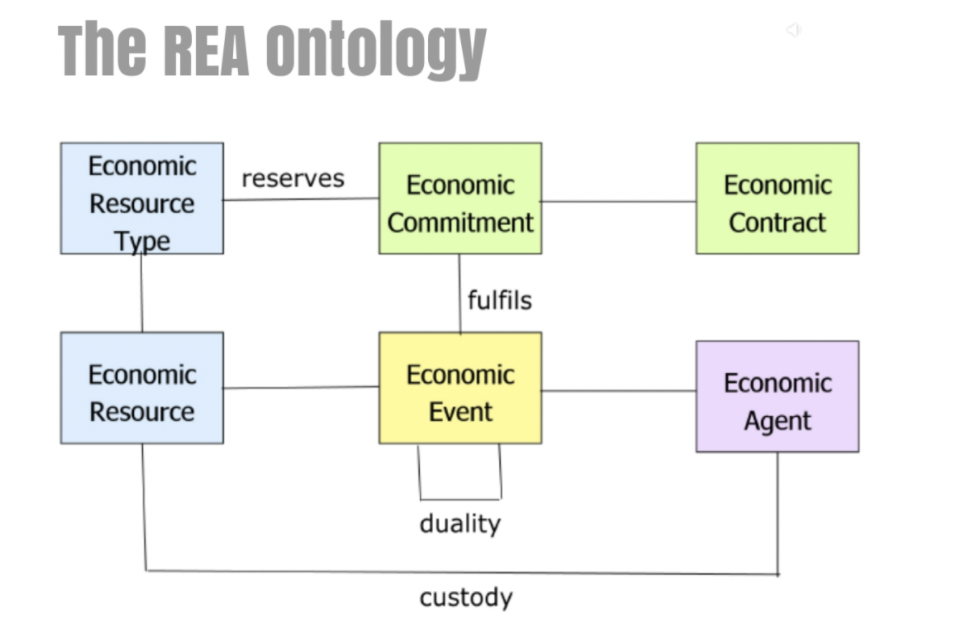 The REA Ontology
Economic
Resource
Type
reserves
Economic
Commitment
Economic
Contract
fulfils
Economic
Resource
Economic
Event
Economic
Agent
duality
custody